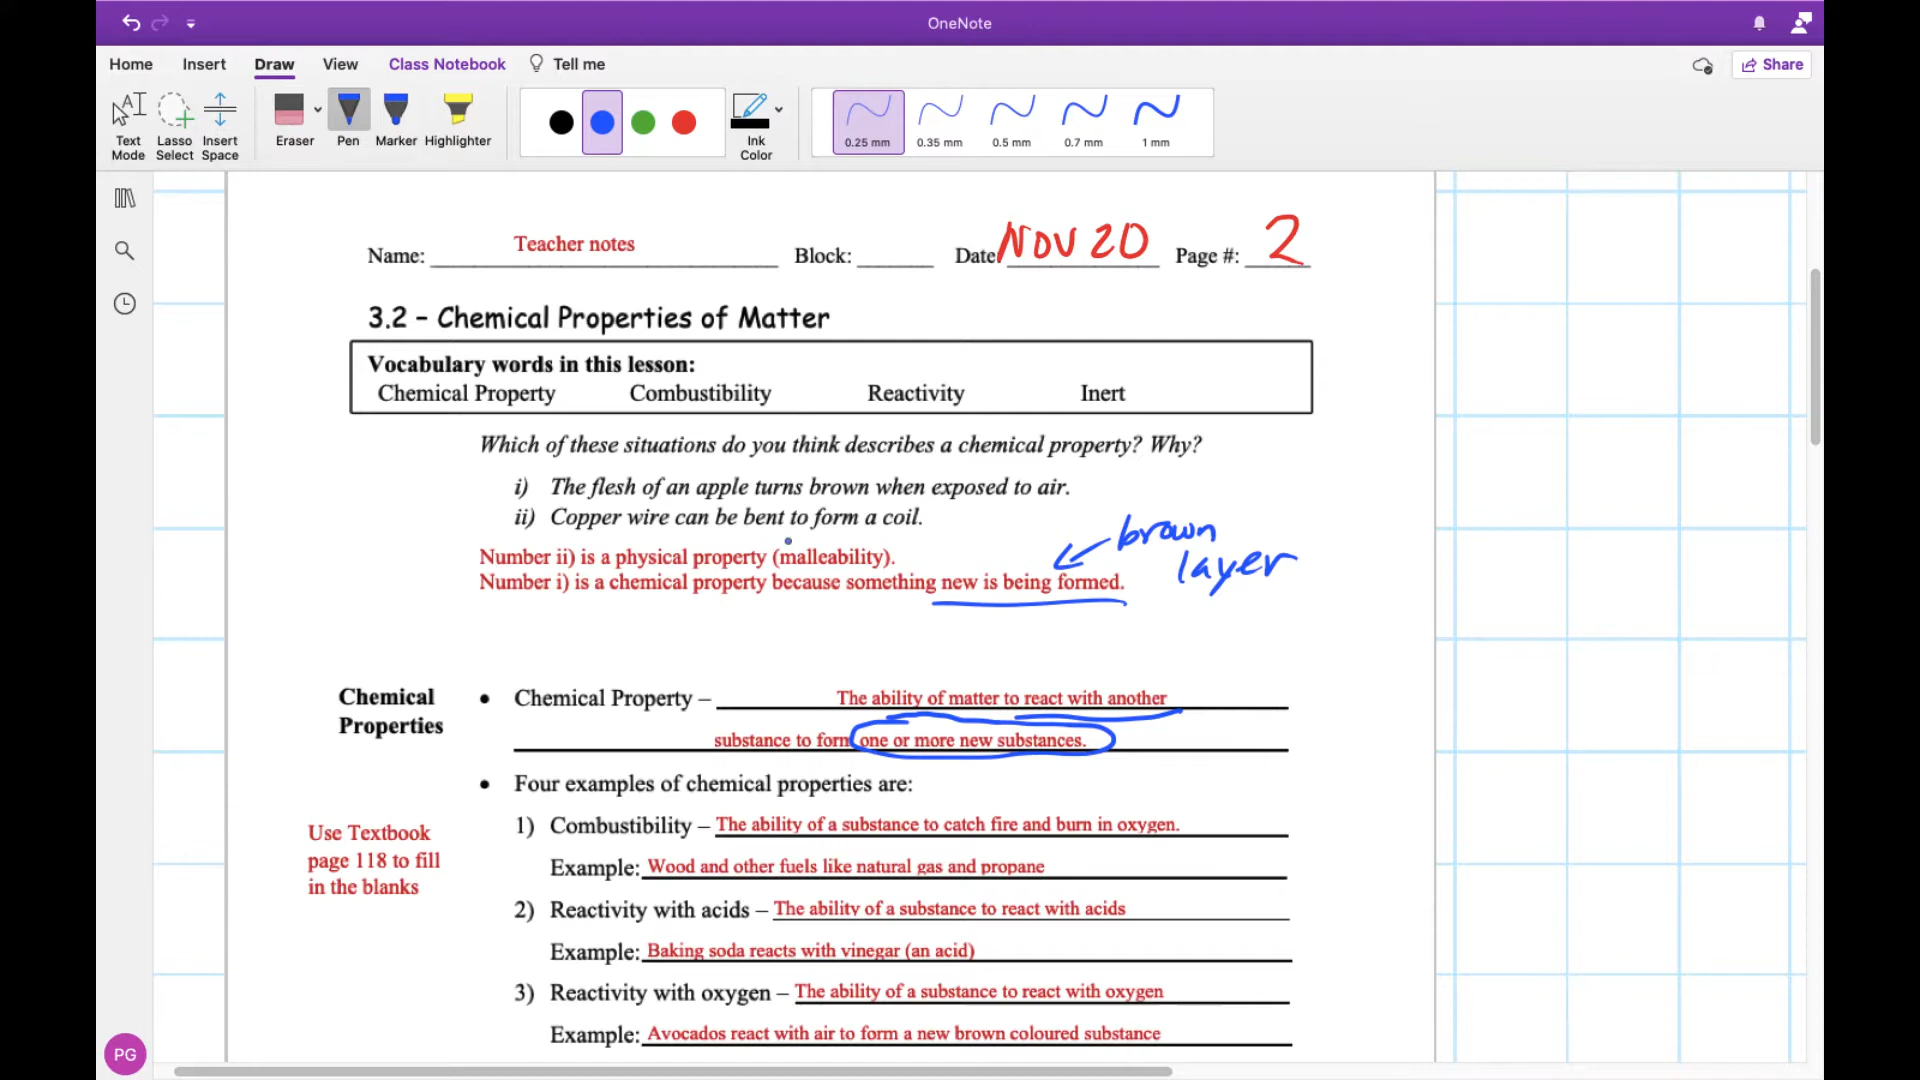 OneNote
Home Insert Draw View Class Notebook Tell me
Share
Text Mode
Lasso Select
Insert Space
Eraser
Pen
Marker
Highlighter
Ink Color
0.25 mm
0.35 mm
0.5 mm
0.7 mm
1 mm
Name: Teacher notes Block: Date: NOV 20 Page #: 2
3.2 – Chemical Properties of Matter
Vocabulary words in this lesson:
Chemical Property Combustibility Reactivity Inert
Which of these situations do you think describes a chemical property? Why?
i) The flesh of an apple turns brown when exposed to air.
ii) Copper wire can be bent to form a coil.
brown
layer
Number ii) is a physical property (malleability).
Number i) is a chemical property because something new is being formed.
Chemical
Properties
• Chemical Property – The ability of matter to react with another
substance to form one or more new substances.
• Four examples of chemical properties are:
Use Textbook
page 118 to fill
in the blanks
1) Combustibility – The ability of a substance to catch fire and burn in oxygen.
Example: Wood and other fuels like natural gas and propane
2) Reactivity with acids – The ability of a substance to react with acids
Example: Baking soda reacts with vinegar (an acid)
3) Reactivity with oxygen – The ability of a substance to react with oxygen
Example: Avocados react with air to form a new brown coloured substance
PG